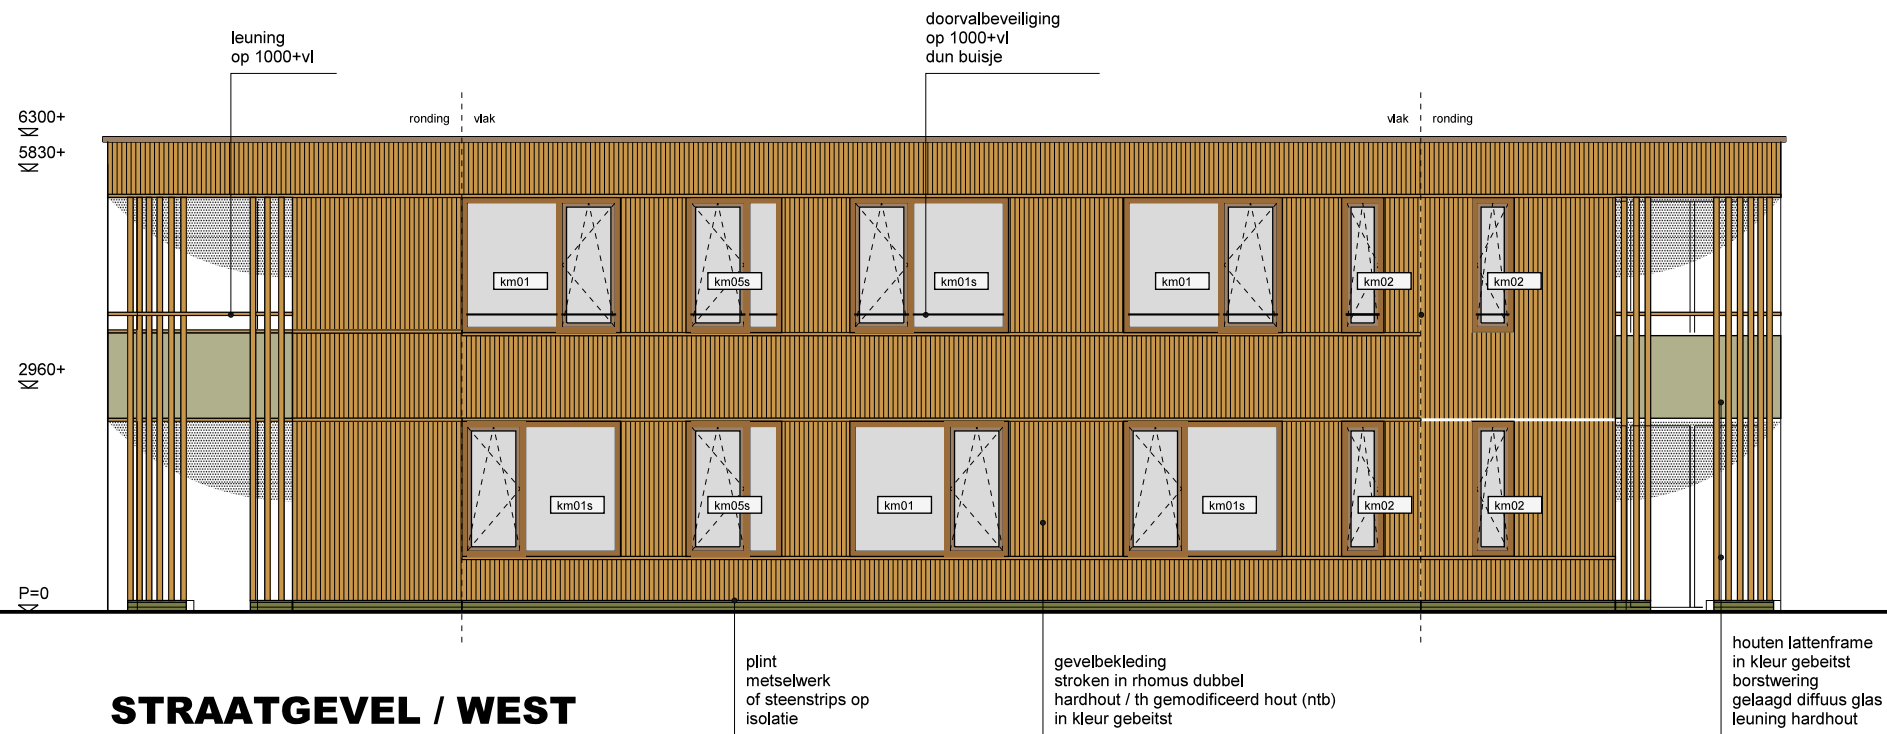 leuning
op 1000+vl
doorvalbeveiliging
op 1000+vl
dun buisje
6300+
5830+
2960+
P=0
ronding vlak
vlak ronding
km01 km05s km01s km01 km02 km02
km01s km05s km01 km01s km02 km02
plint
metselwerk
of steenstrips op
isolatie
gevelbekleding
stroken in rhomus dubbel
hardhout / th gemodificeerd hout (ntb)
in kleur gebeitst
houten lattenframe
in kleur gebeitst
borstwering
gelaagd diffuus glas
leuning hardhout
STRAATGEVEL / WEST